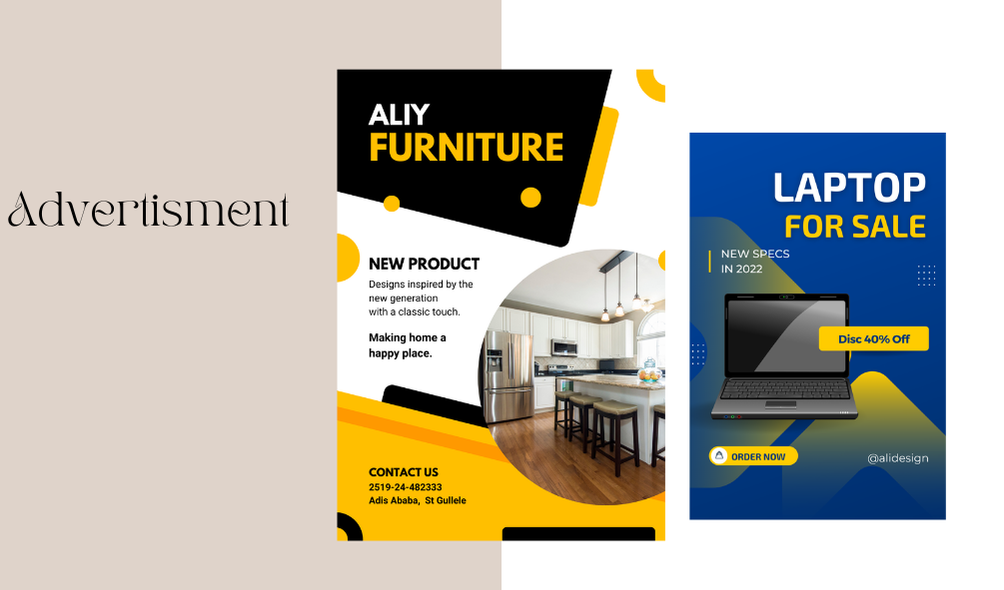 Advertisment
ALIY
FURNITURE
NEW PRODUCT
Designs inspired by the
new generation
with a classic touch.
Making home a
happy place.
CONTACT US
2519-24-482333
Adis Ababa,  St Gullele
LAPTOP
FOR SALE
NEW SPECS
IN 2022
Disc 40% Off
ORDER NOW
@alidesign